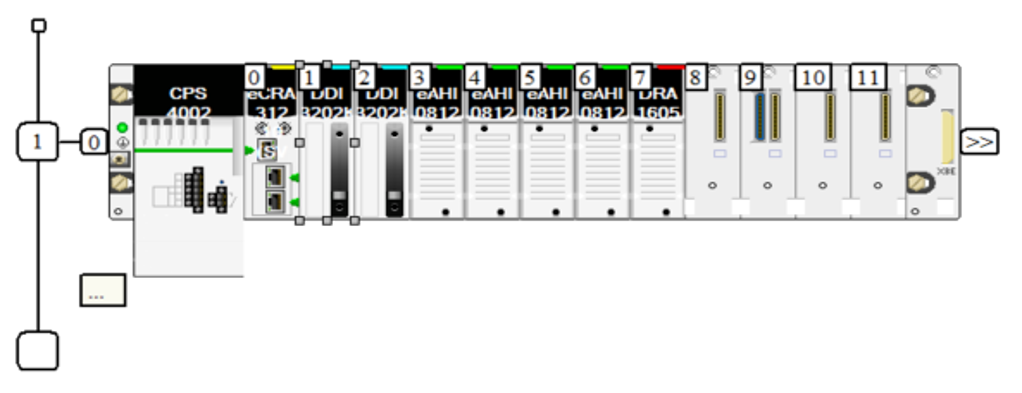 0 1 2 3 4 5 6 7 8 9 10 11
CPS eCRA DDI DDI eAHI eAHI eAHI eAHI DRA
4002 312 3202K 3202K 0812 0812 0812 0812 1605
1 0 >>
XBE
...